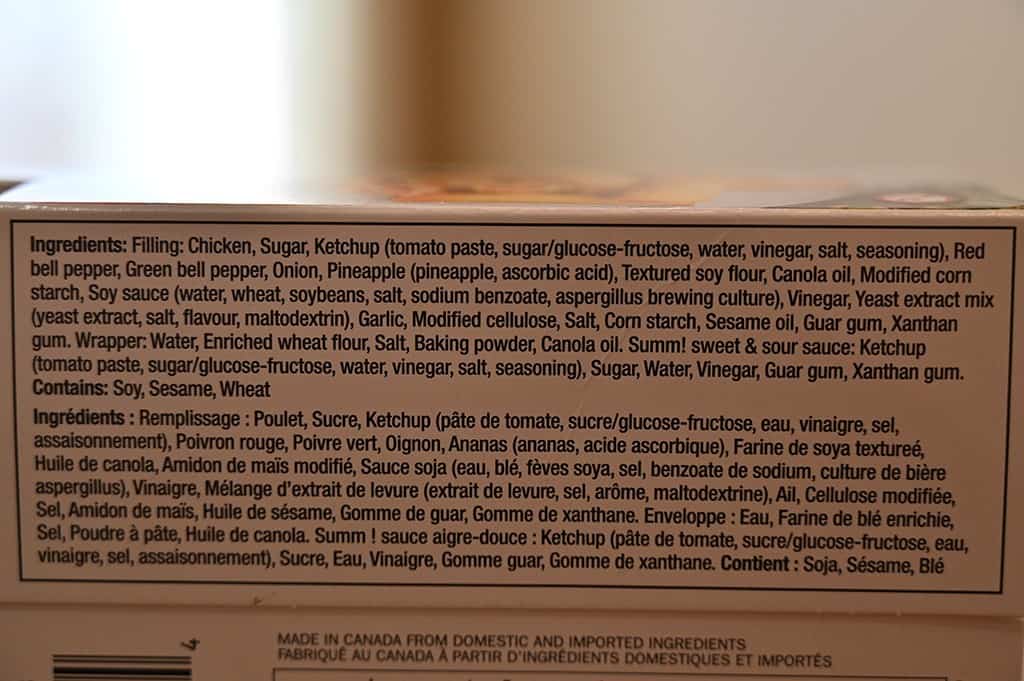 Ingredients: Filling: Chicken, Sugar, Ketchup (tomato paste, sugar/glucose-fructose, water, vinegar, salt, seasoning), Red
bell pepper, Green bell pepper, Onion, Pineapple (pineapple, ascorbic acid), Textured soy flour, Canola oil, Modified corn
starch, Soy sauce (water, wheat, soybeans, salt, sodium benzoate, aspergillus brewing culture), Vinegar, Yeast extract mix
(yeast extract, salt, flavour, maltodextrin), Garlic, Modified cellulose, Salt, Corn starch, Sesame oil, Guar gum, Xanthan
gum. Wrapper: Water, Enriched wheat flour, Salt, Baking powder, Canola oil. Summ! sweet & sour sauce: Ketchup
(tomato paste, sugar/glucose-fructose, water, vinegar, salt, seasoning), Sugar, Water, Vinegar, Guar gum, Xanthan gum.
Contains: Soy, Sesame, Wheat
Ingrédients : Remplissage : Poulet, Sucre, Ketchup (pâte de tomate, sucre/glucose-fructose, eau, vinaigre, sel,
assaisonnement), Poivron rouge, Poivre vert, Oignon, Ananas (ananas, acide ascorbique), Farine de soya textureé,
Huile de canola, Amidon de maïs modifié, Sauce soja (eau, blé, fèves soya, sel, benzoate de sodium, culture de bière
aspergillus), Vinaigre, Mélange d'extrait de levure (extrait de levure, sel, arôme, maltodextrine), Ail, Cellulose modifiée,
Sel, Amidon de maïs, Huile de sésame, Gomme de guar, Gomme de xanthane. Enveloppe : Eau, Farine de blé enrichie,
Sel, Poudre à pâte, Huile de canola. Summ ! sauce aigre-douce : Ketchup (pâte de tomate, sucre/glucose-fructose, eau,
vinaigre, sel, assaisonnement), Sucre, Eau, Vinaigre, Gomme guar, Gomme de xanthane. Contient : Soja, Sésame, Blé
MADE IN CANADA FROM DOMESTIC AND IMPORTED INGREDIENTS
FABRIQUÉ AU CANADA À PARTIR D'INGRÉDIENTS DOMESTIQUES ET IMPORTÉS